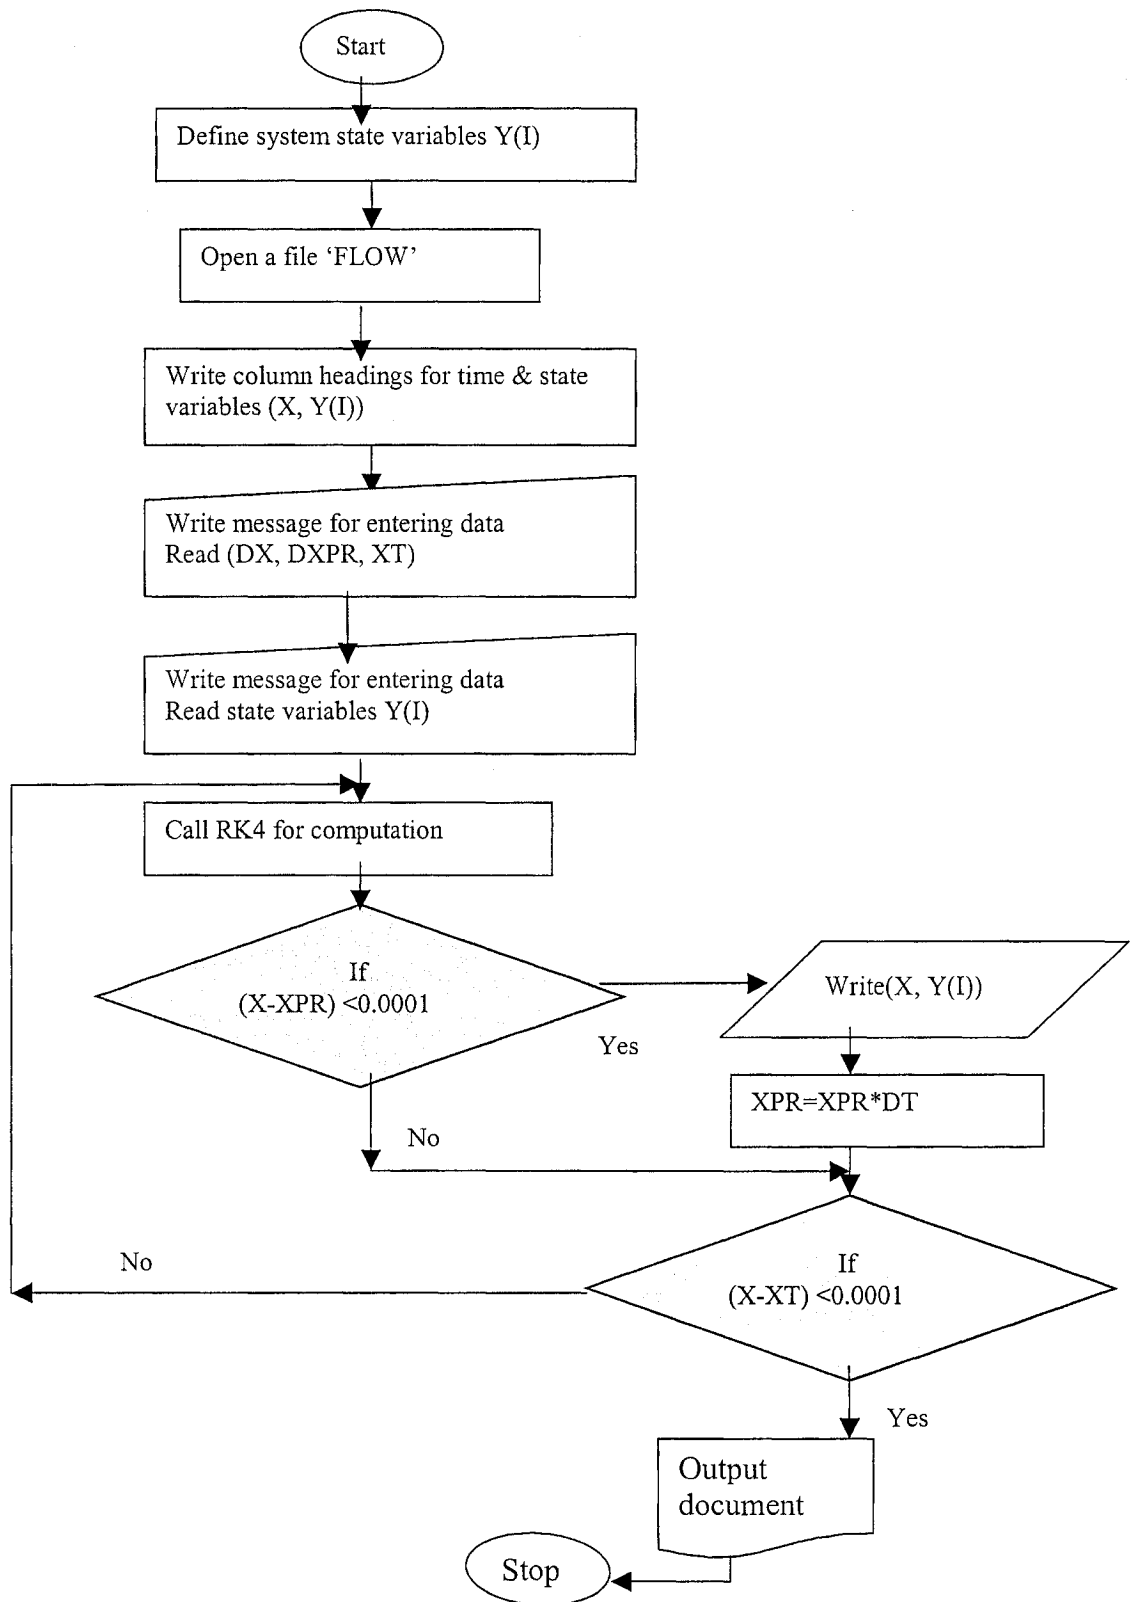 Start
Define system state variables Y(I)
Open a file ‘FLOW’
Write column headings for time & state
variables (X, Y(I))
Write message for entering data
Read (DX, DXPR, XT)
Write message for entering data
Read state variables Y(I)
Call RK4 for computation
If
(X-XPR) <0.0001
Write(X, Y(I))
Yes
XPR=XPR*DT
No
If
(X-XT) <0.0001
No
Yes
Output
document
Stop